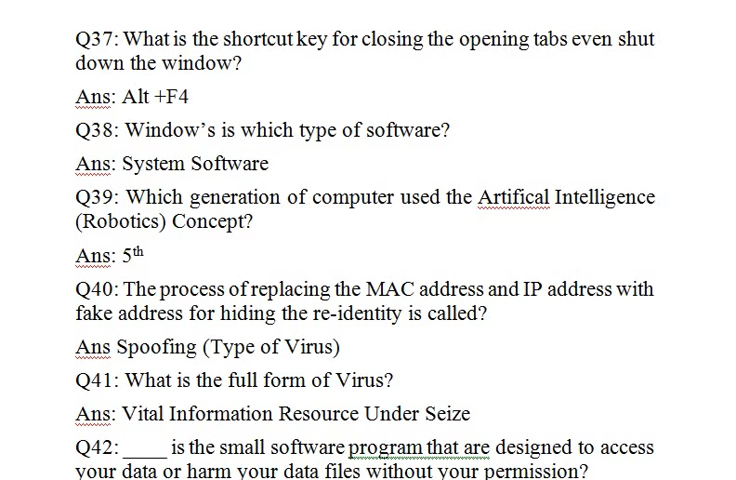 Q37: What is the shortcut key for closing the opening tabs even shut
down the window?
Ans: Alt +F4
Q38: Window’s is which type of software?
Ans: System Software
Q39: Which generation of computer used the Artifical Intelligence
(Robotics) Concept?
Ans: 5th
Q40: The process of replacing the MAC address and IP address with
fake address for hiding the re-identity is called?
Ans Spoofing (Type of Virus)
Q41: What is the full form of Virus?
Ans: Vital Information Resource Under Seize
Q42: ____ is the small software program that are designed to access
your data or harm your data files without your permission?